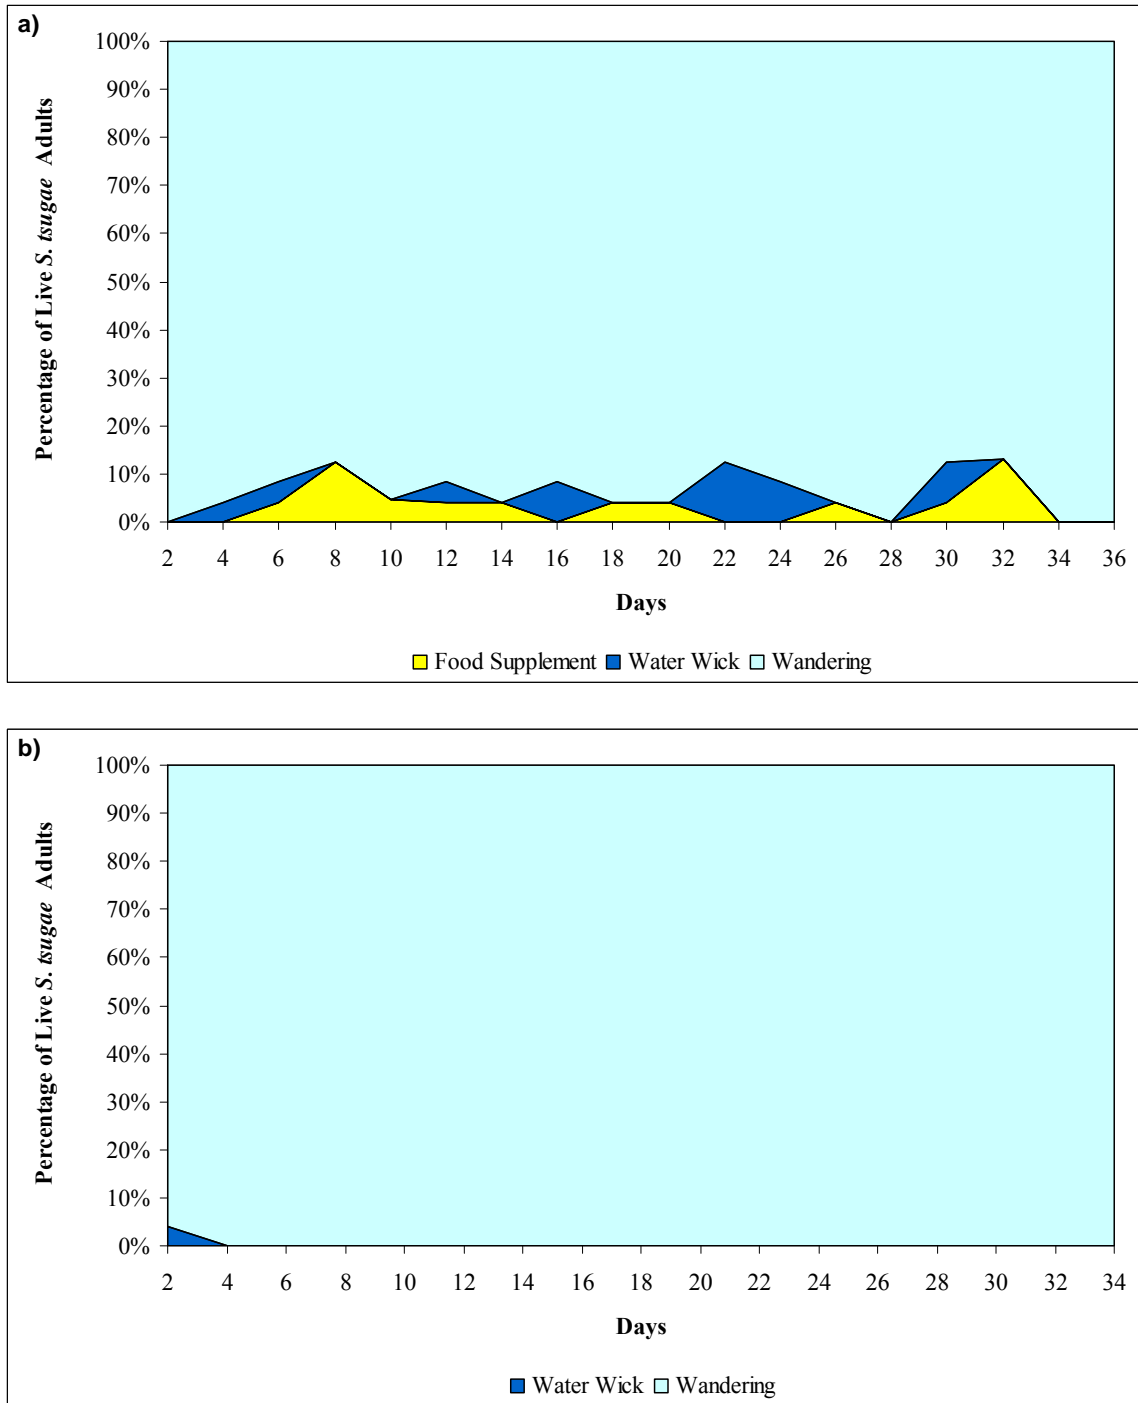 a)
100%
90%
80%
70%
60%
50%
40%
30%
20%
10%
0%
Percentage of Live S. tsugae Adults
2 4 6 8 10 12 14 16 18 20 22 24 26 28 30 32 34 36
Days
Food Supplement Water Wick Wandering
b)
100%
90%
80%
70%
60%
50%
40%
30%
20%
10%
0%
Percentage of Live S. tsugae Adults
2 4 6 8 10 12 14 16 18 20 22 24 26 28 30 32 34
Days
Water Wick Wandering